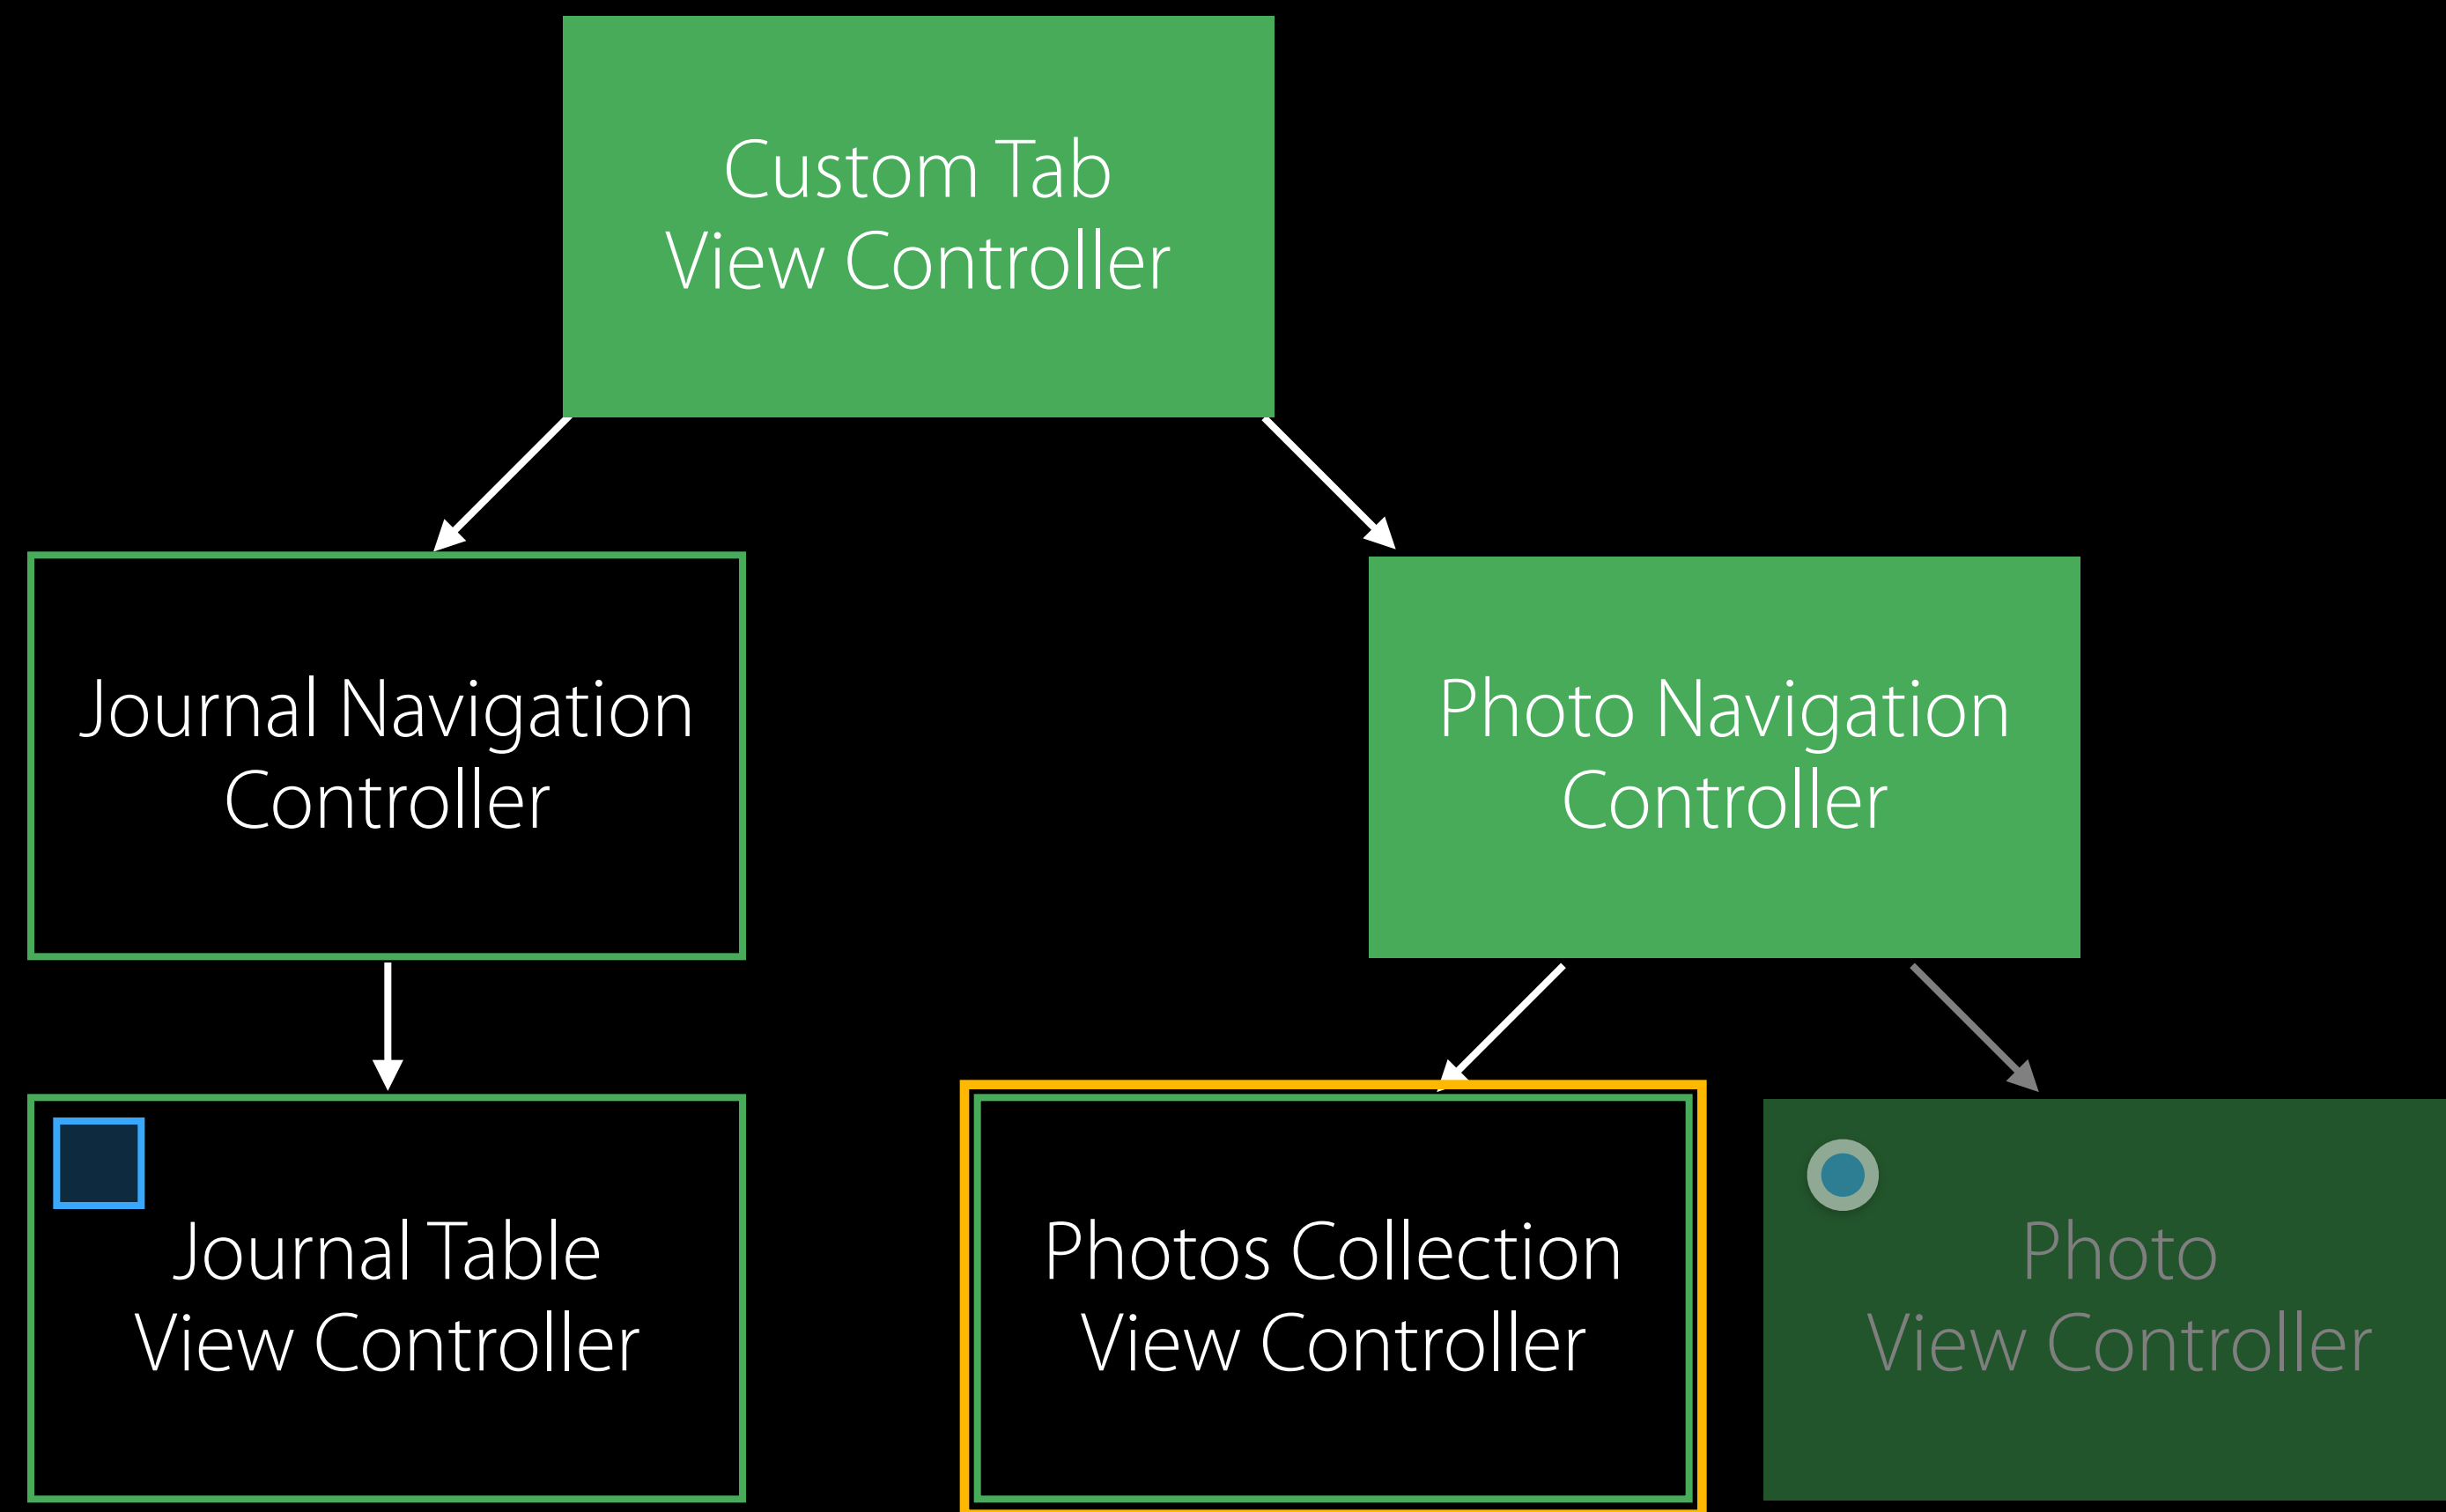 Custom Tab
View Controller
Journal Navigation
Controller
Photo Navigation
Controller
Journal Table
View Controller
Photos Collection
View Controller
Photo
View Controller